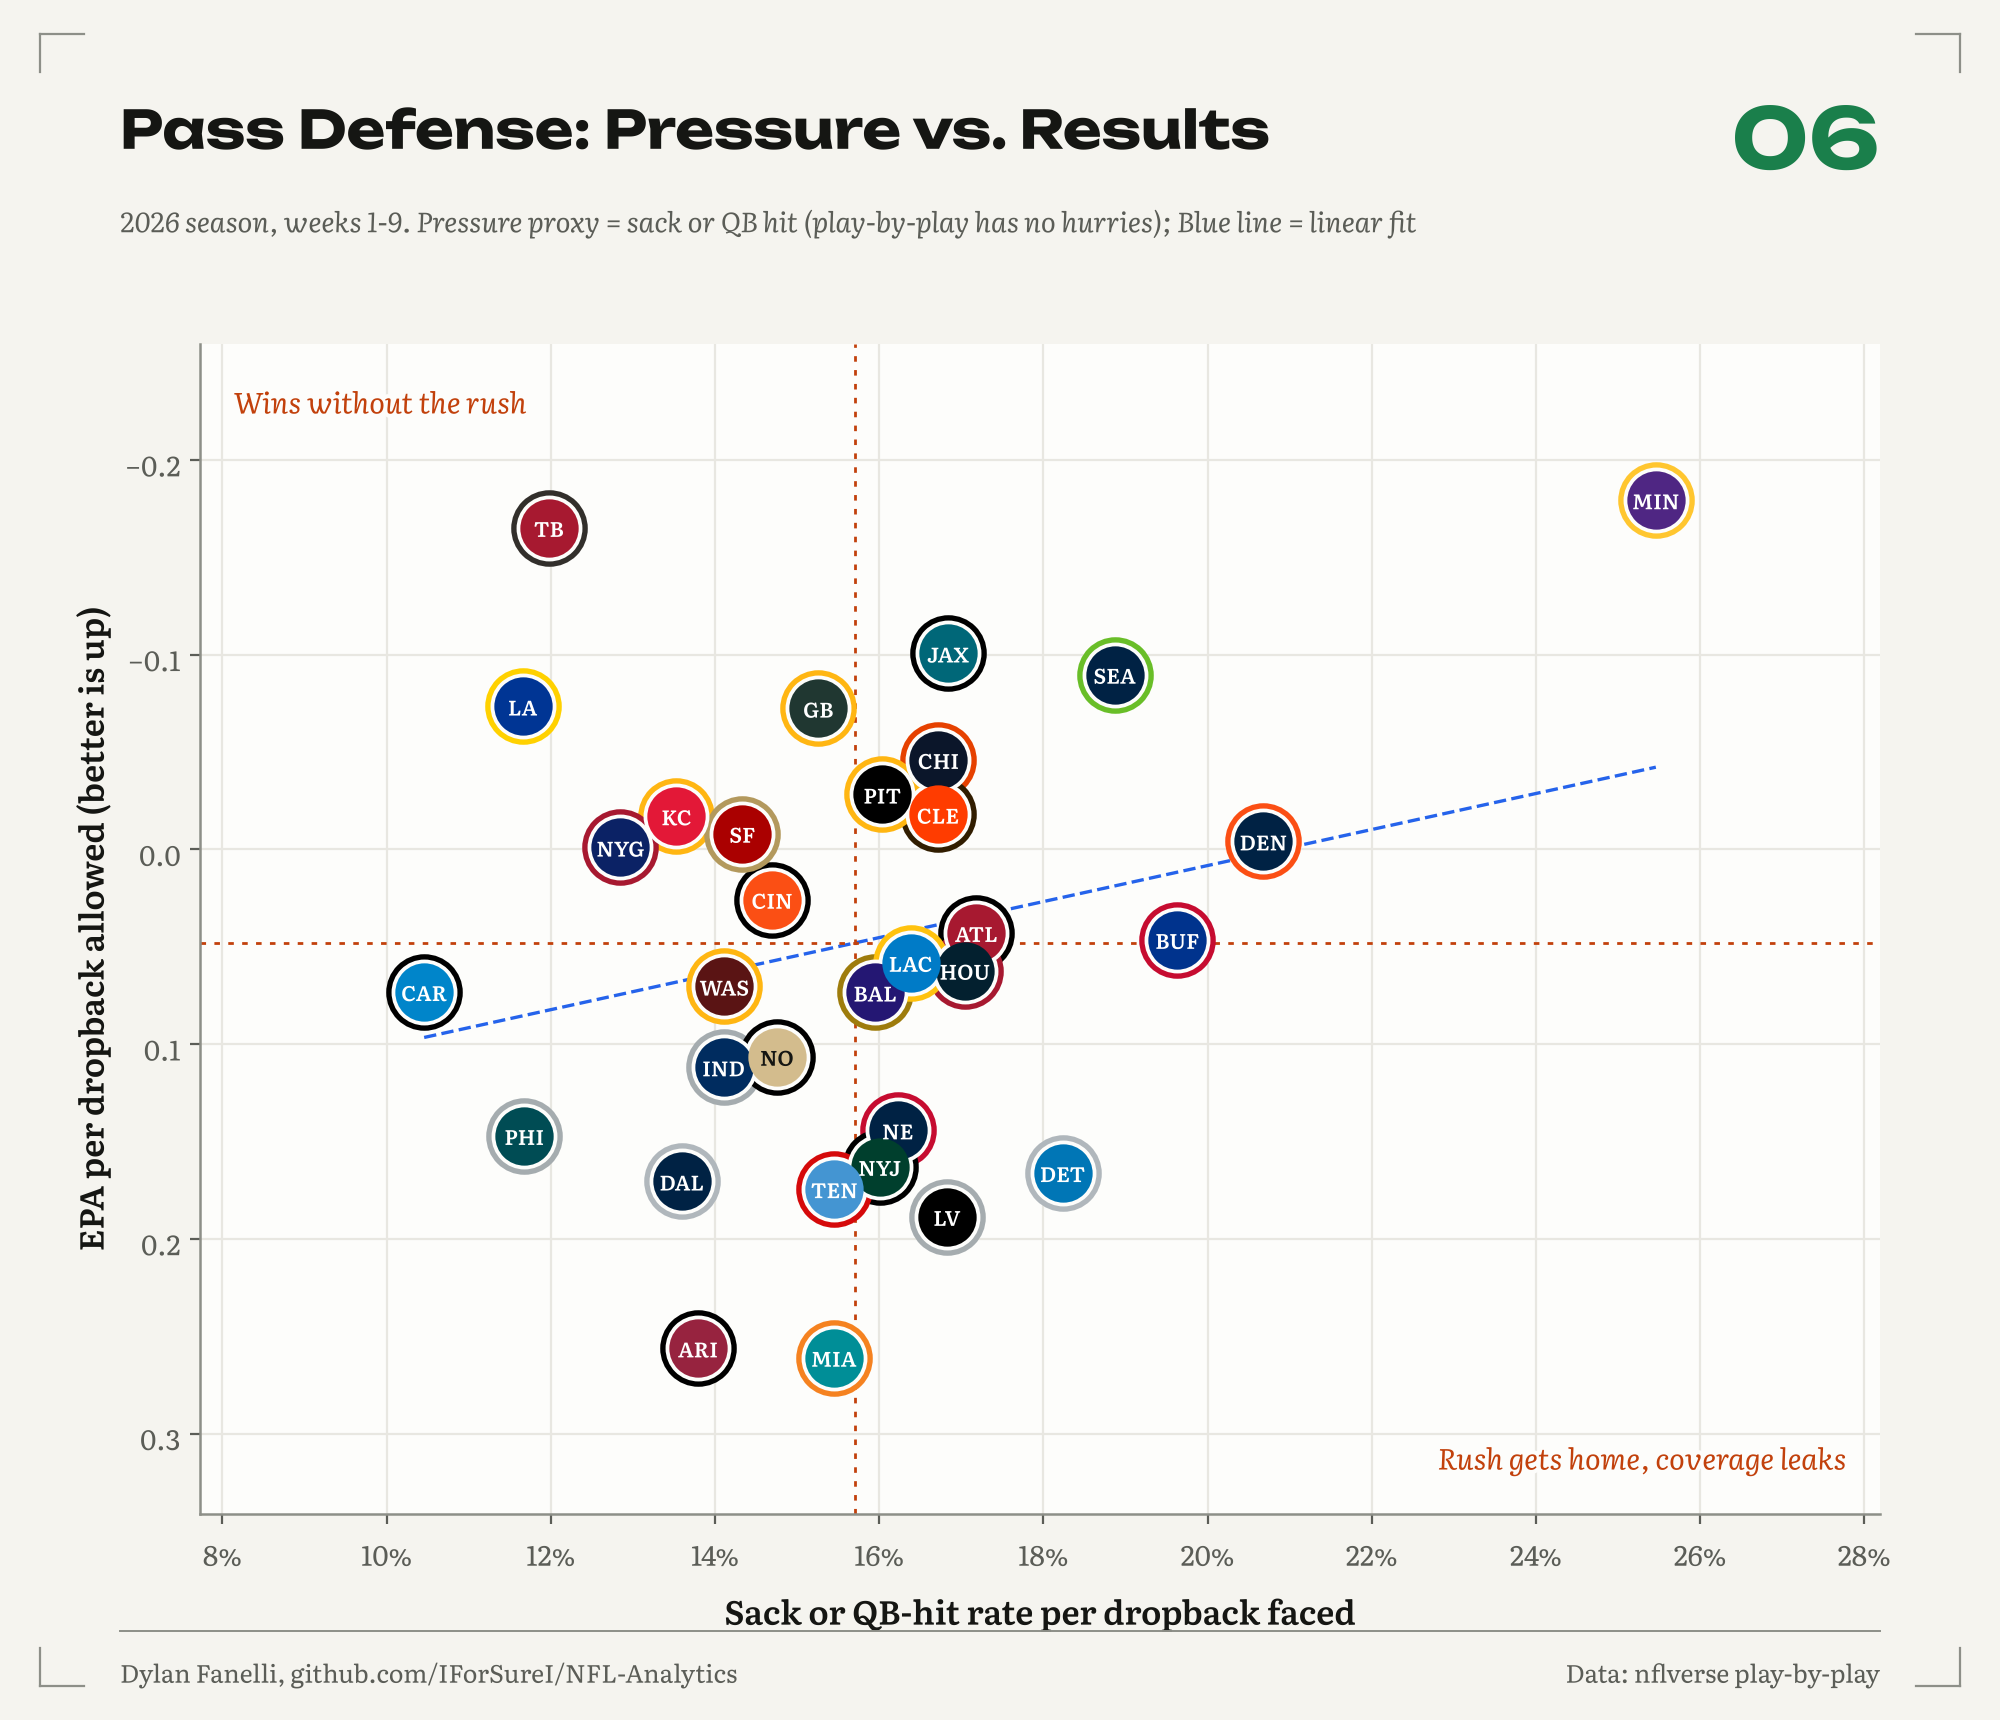 Pass Defense: Pressure vs. Results
06
2026 season, weeks 1-9. Pressure proxy = sack or QB hit (play-by-play has no hurries); Blue line = linear fit
Wins without the rush
−0.2
MIN
TB
−0.1
JAX
SEA
LA
GB
CHI
PIT
KC
CLE
SF
0.0
NYG
DEN
CIN
ATL
BUF
LAC
HOU
WAS
CAR
BAL
0.1
NO
IND
NE
PHI
NYJ
DET
DAL
TEN
LV
0.2
ARI
MIA
0.3
Rush gets home, coverage leaks
EPA per dropback allowed (better is up)
8% 10% 12% 14% 16% 18% 20% 22% 24% 26% 28%
Sack or QB-hit rate per dropback faced
Dylan Fanelli, github.com/IForSureI/NFL-Analytics
Data: nflverse play-by-play